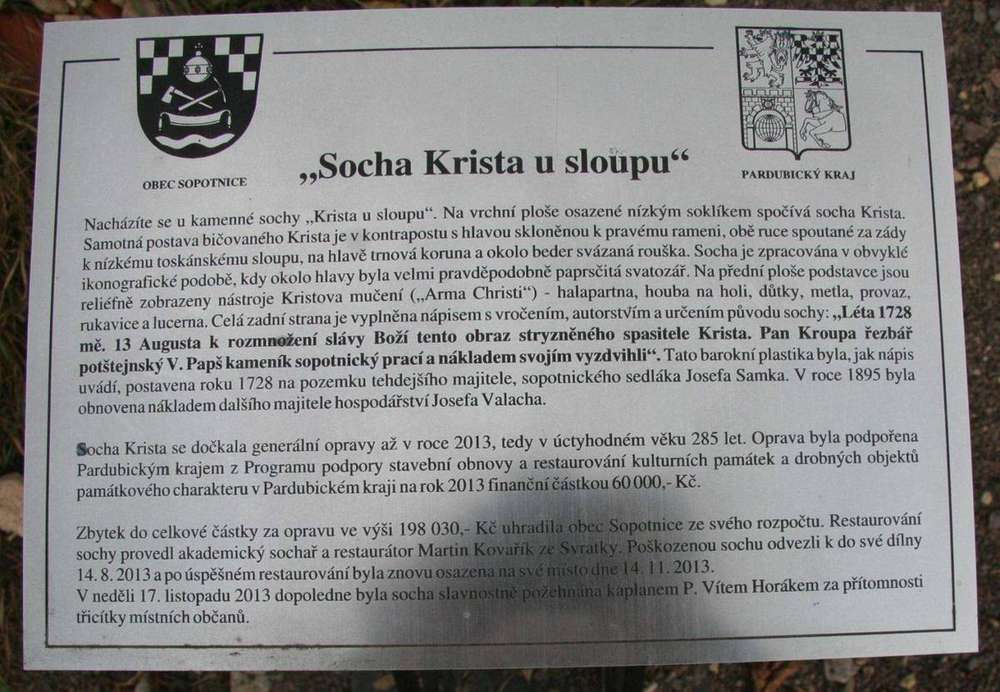 OBEC SOPOTNICE
PARDUBICKÝ KRAJ
„Socha Krista u sloupu“
Nacházíte se u kamenné sochy „Krista u sloupu“. Na vrchní ploše osazené nízkým soklíkem spočívá socha Krista.
Samotná postava bičovaného Krista je v kontrapostu s hlavou skloněnou k pravému rameni, obě ruce spoutané za zády
k nízkému toskánskému sloupu, na hlavě trnová koruna a okolo beder svázaná rouška. Socha je zpracována v obvyklé
ikonografické podobě, kdy okolo hlavy byla velmi pravděpodobně paprsčitá svatozář. Na přední ploše podstavce jsou
reliéfně zobrazeny nástroje Kristova mučení („Arma Christi“) - halapartna, houba na holi, důtky, metla, provaz,
rukavice a lucerna. Celá zadní strana je vyplněna nápisem s vročením, autorstvím a určením původu sochy: „Léta 1728
mě. 13 Augusta k rozmnožení slávy Boží tento obraz stryzněného spasitele Krista. Pan Kroupa řezbář
potštejnský V. Papš kameník sopotnický prací a nákladem svojím vyzdvihli“. Tato barokní plastika byla, jak nápis
uvádí, postavena roku 1728 na pozemku tehdejšího majitele, sopotnického sedláka Josefa Samka. V roce 1895 byla
obnovena nákladem dalšího majitele hospodářství Josefa Valacha.
Socha Krista se dočkala generální opravy až v roce 2013, tedy v úctyhodném věku 285 let. Oprava byla podpořena
Pardubickým krajem z Programu podpory stavební obnovy a restaurování kulturních památek a drobných objektů
památkového charakteru v Pardubickém kraji na rok 2013 finanční částkou 60 000,- Kč.
Zbytek do celkové částky za opravu ve výši 198 030,- Kč uhradila obec Sopotnice ze svého rozpočtu. Restaurování
sochy provedl akademický sochař a restaurátor Martin Kovařík ze Svratky. Poškozenou sochu odvezli k do své dílny
14. 8. 2013 a po úspěšném restaurování byla znovu osazena na své místo dne 14. 11. 2013.
V neděli 17. listopadu 2013 dopoledne byla socha slavnostně požehnána kaplanem P. Vítem Horákem za přítomnosti
třicítky místních občanů.